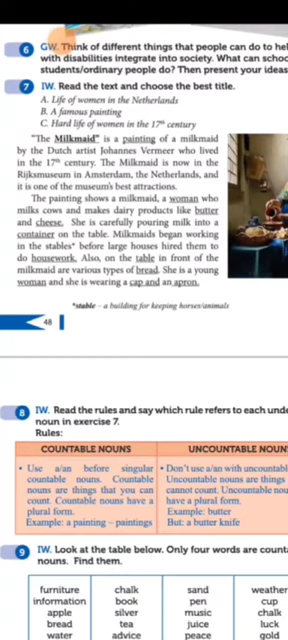 6 GW. Think of different things that people can do to hel
with disabilities integrate into society. What can schoo
students/ordinary people do? Then present your ideas
7 IW. Read the text and choose the best title.
A. Life of women in the Netherlands
B. A famous painting
C. Hard life of women in the 17th century
"The Milkmaid" is a painting of a milkmaid
by the Dutch artist Johannes Vermeer who lived
in the 17th century. The Milkmaid is now in the
Rijksmuseum in Amsterdam, the Netherlands, and
it is one of the museum's best attractions.
The painting shows a milkmaid, a woman who
milks cows and makes dairy products like butter
and cheese. She is carefully pouring milk into a
container on the table. Milkmaids began working
in the stables* before large houses hired them to
do housework. Also, on the table in front of the
milkmaid are various types of bread. She is a young
woman and she is wearing a cap and an apron.
*stable – a building for keeping horses/animals
48
8 IW. Read the rules and say which rule refers to each unde
noun in exercise 7.
Rules:
COUNTABLE NOUNS
• Use a/an before singular
countable nouns. Countable
nouns are things that you can
count. Countable nouns have a
plural form.
Example: a painting – paintings
UNCOUNTABLE NOUN
• Don't use a/an with uncountabl
Uncountable nouns are things
cannot count. Uncountable nou
have a plural form.
Example: butter
But: a butter knife
9 IW. Look at the table below. Only four words are count
nouns. Find them.
furniture chalk sand weather
information book pen cup
apple silver music chalk
bread tea juice luck
water advice peace gold